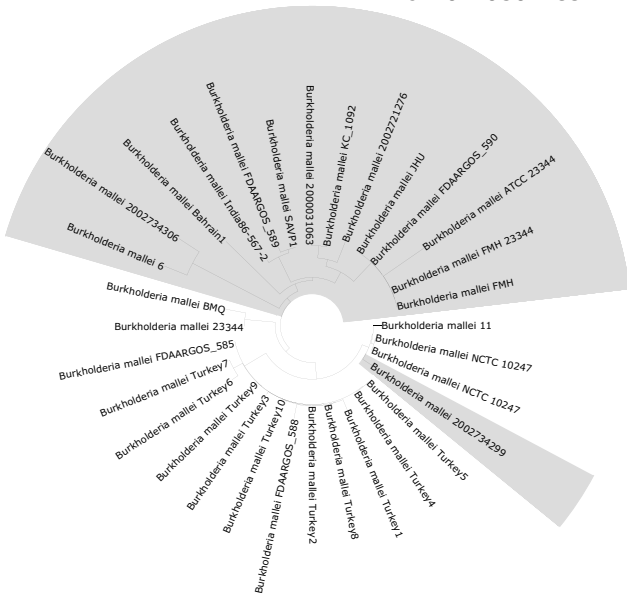 Burkholderia mallei 6
Burkholderia mallei 2002734306
Burkholderia mallei Bahrain1
Burkholderia mallei India86-567-2
Burkholderia mallei FDAARGOS_589
Burkholderia mallei SAVP1
Burkholderia mallei 2000031063
Burkholderia mallei KC_1092
Burkholderia mallei 2002721276
Burkholderia mallei JHU
Burkholderia mallei FDAARGOS_590
Burkholderia mallei ATCC 23344
Burkholderia mallei FMH 23344
Burkholderia mallei FMH
Burkholderia mallei 11
Burkholderia mallei NCTC 10247
Burkholderia mallei NCTC 10247
Burkholderia mallei 2002734299
Burkholderia mallei Turkey5
Burkholderia mallei Turkey4
Burkholderia mallei Turkey1
Burkholderia mallei Turkey8
Burkholderia mallei Turkey2
Burkholderia mallei FDAARGOS_588
Burkholderia mallei Turkey10
Burkholderia mallei Turkey3
Burkholderia mallei Turkey9
Burkholderia mallei Turkey6
Burkholderia mallei Turkey7
Burkholderia mallei FDAARGOS_585
Burkholderia mallei 23344
Burkholderia mallei BMQ